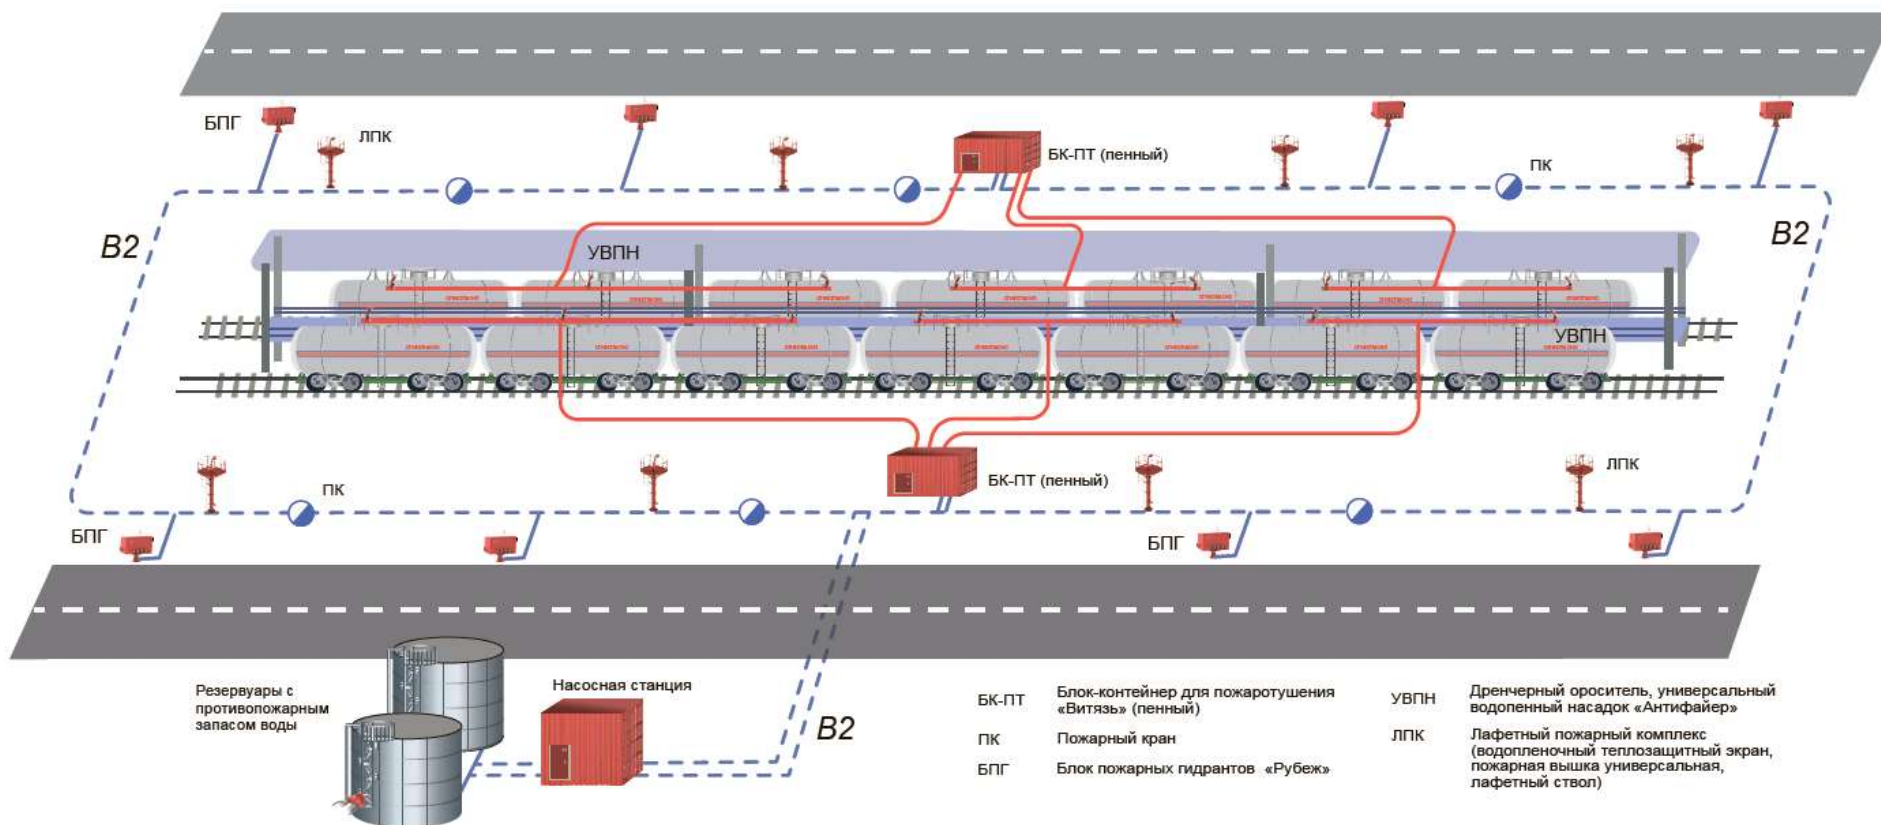 БПГ
ЛПК
БК-ПТ (пенный)
ПК
В2
В2
УВПН
УВПН
ПК
БК-ПТ (пенный)
ЛПК
БПГ
БПГ
Резервуары с
противопожарным
запасом воды
Насосная станция
В2
БК-ПТ
Блок-контейнер для пожаротушения
«Витязь» (пенный)
ПК
Пожарный кран
БПГ
Блок пожарных гидрантов «Рубеж»
УВПН
Дренчерный ороситель, универсальный
водопенный насадок «Антифайер»
ЛПК
Лафетный пожарный комплекс
(водопленочный теплозащитный экран,
пожарная вышка универсальная,
лафетный ствол)